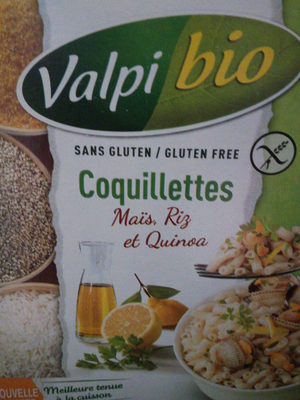 Valpi bio
SANS GLUTEN / GLUTEN FREE
Coquillettes
Maïs, Riz
et Quinoa
Meilleure tenue
à la cuisson